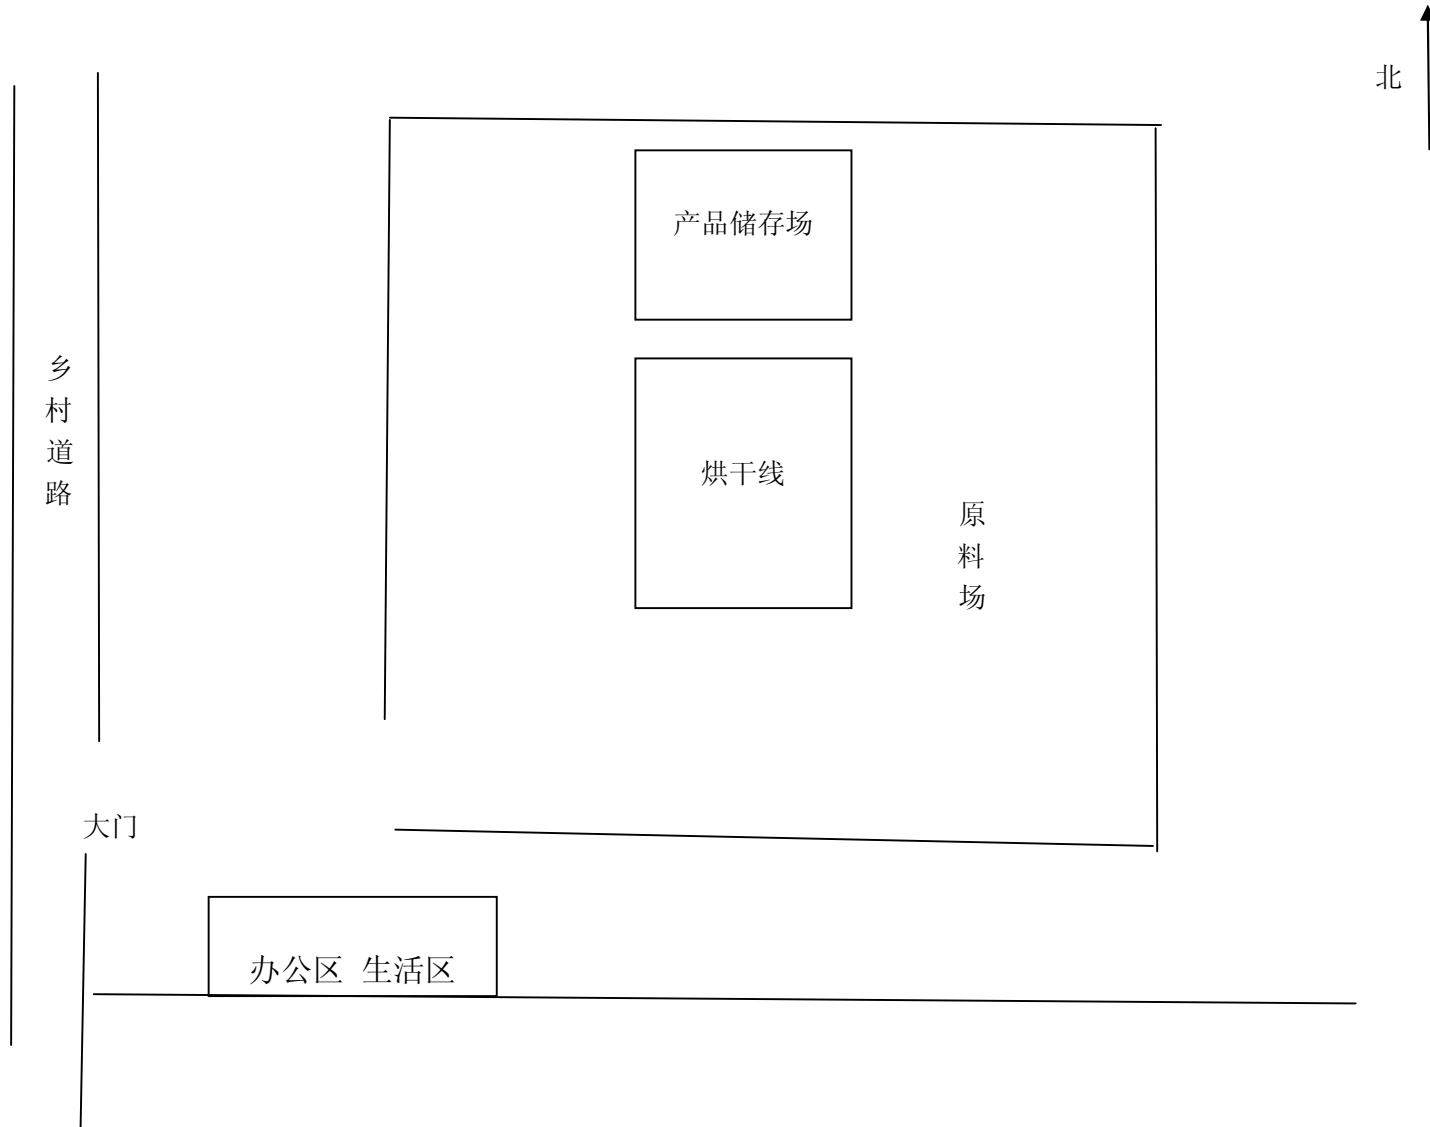 北
产品储存场
乡村道路
烘干线
原料场
大门
办公区 生活区